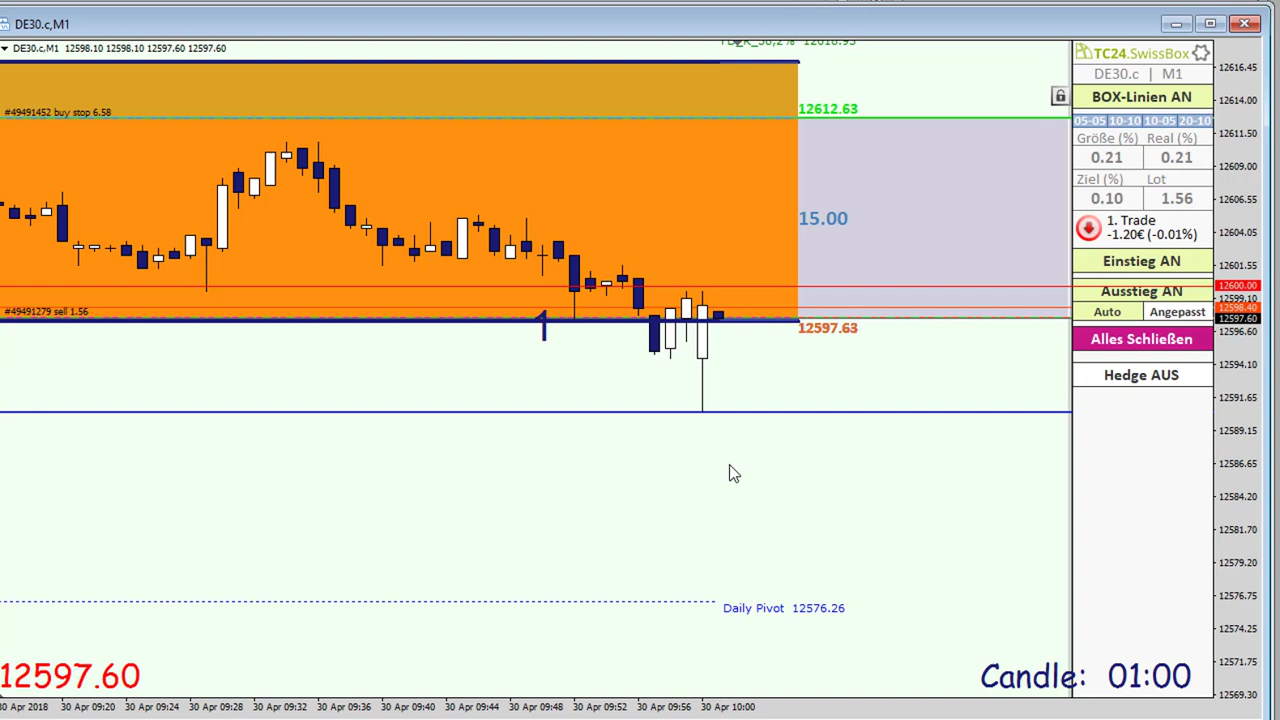 DE30.c,M1
DE30.c,M1 12598.10 12598.10 12597.60 12597.60
#49491452 buy stop 6.58
12612.63
15.00
#49491279 sell 1.56
1
12597.63
Daily Pivot 12576.26
12597.60
Candle: 01:00
TC24.SwissBox
DE30.c | M1
BOX-Linien AN
05-05 10-10 10-05 20-10
Größe (%) Real (%)
0.21 0.21
Ziel (%) Lot
0.10 1.56
1. Trade
-1.20€ (-0.01%)
Einstieg AN
Ausstieg AN
Auto Angepasst
Alles Schließen
Hedge AUS
12616.45
12614.00
12611.50
12609.00
12606.55
12604.05
12601.55
12600.00
12599.10
12598.40
12597.60
12596.60
12594.10
12591.65
12589.15
12586.65
12584.20
12581.70
12579.20
12576.75
12574.25
12571.75
12569.30
30 Apr 2018 30 Apr 09:20 30 Apr 09:24 30 Apr 09:28 30 Apr 09:32 30 Apr 09:36 30 Apr 09:40 30 Apr 09:44 30 Apr 09:48 30 Apr 09:52 30 Apr 09:56 30 Apr 10:00